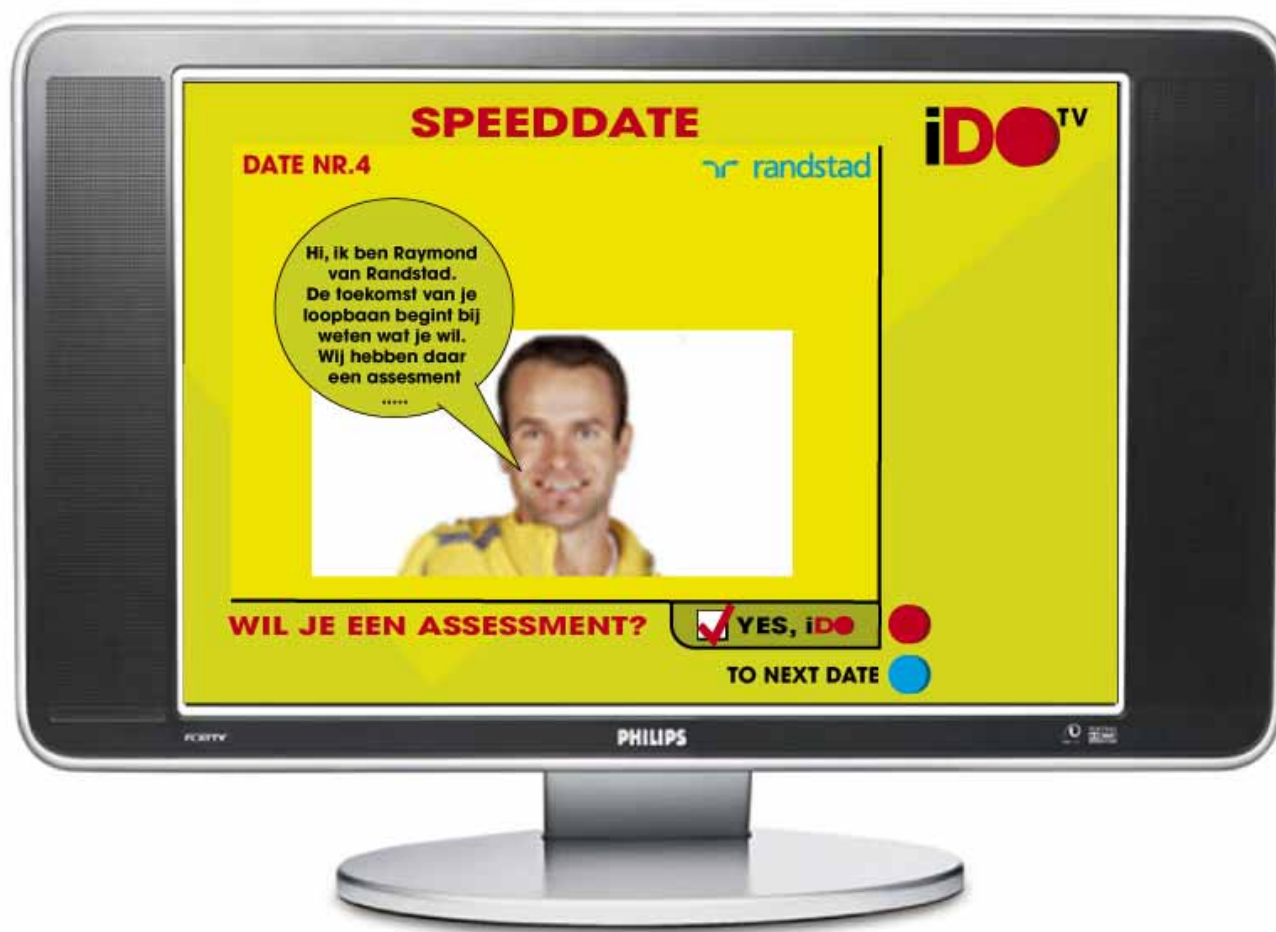 SPEEDDATE
iDO TV
DATE NR.4
randstad
Hi, ik ben Raymond
van Randstad.
De toekomst van je
loopbaan begint bij
weten wat je wil.
Wij hebben daar
een assesment
.....
WIL JE EEN ASSESSMENT?
YES, iDO
TO NEXT DATE
PHILIPS